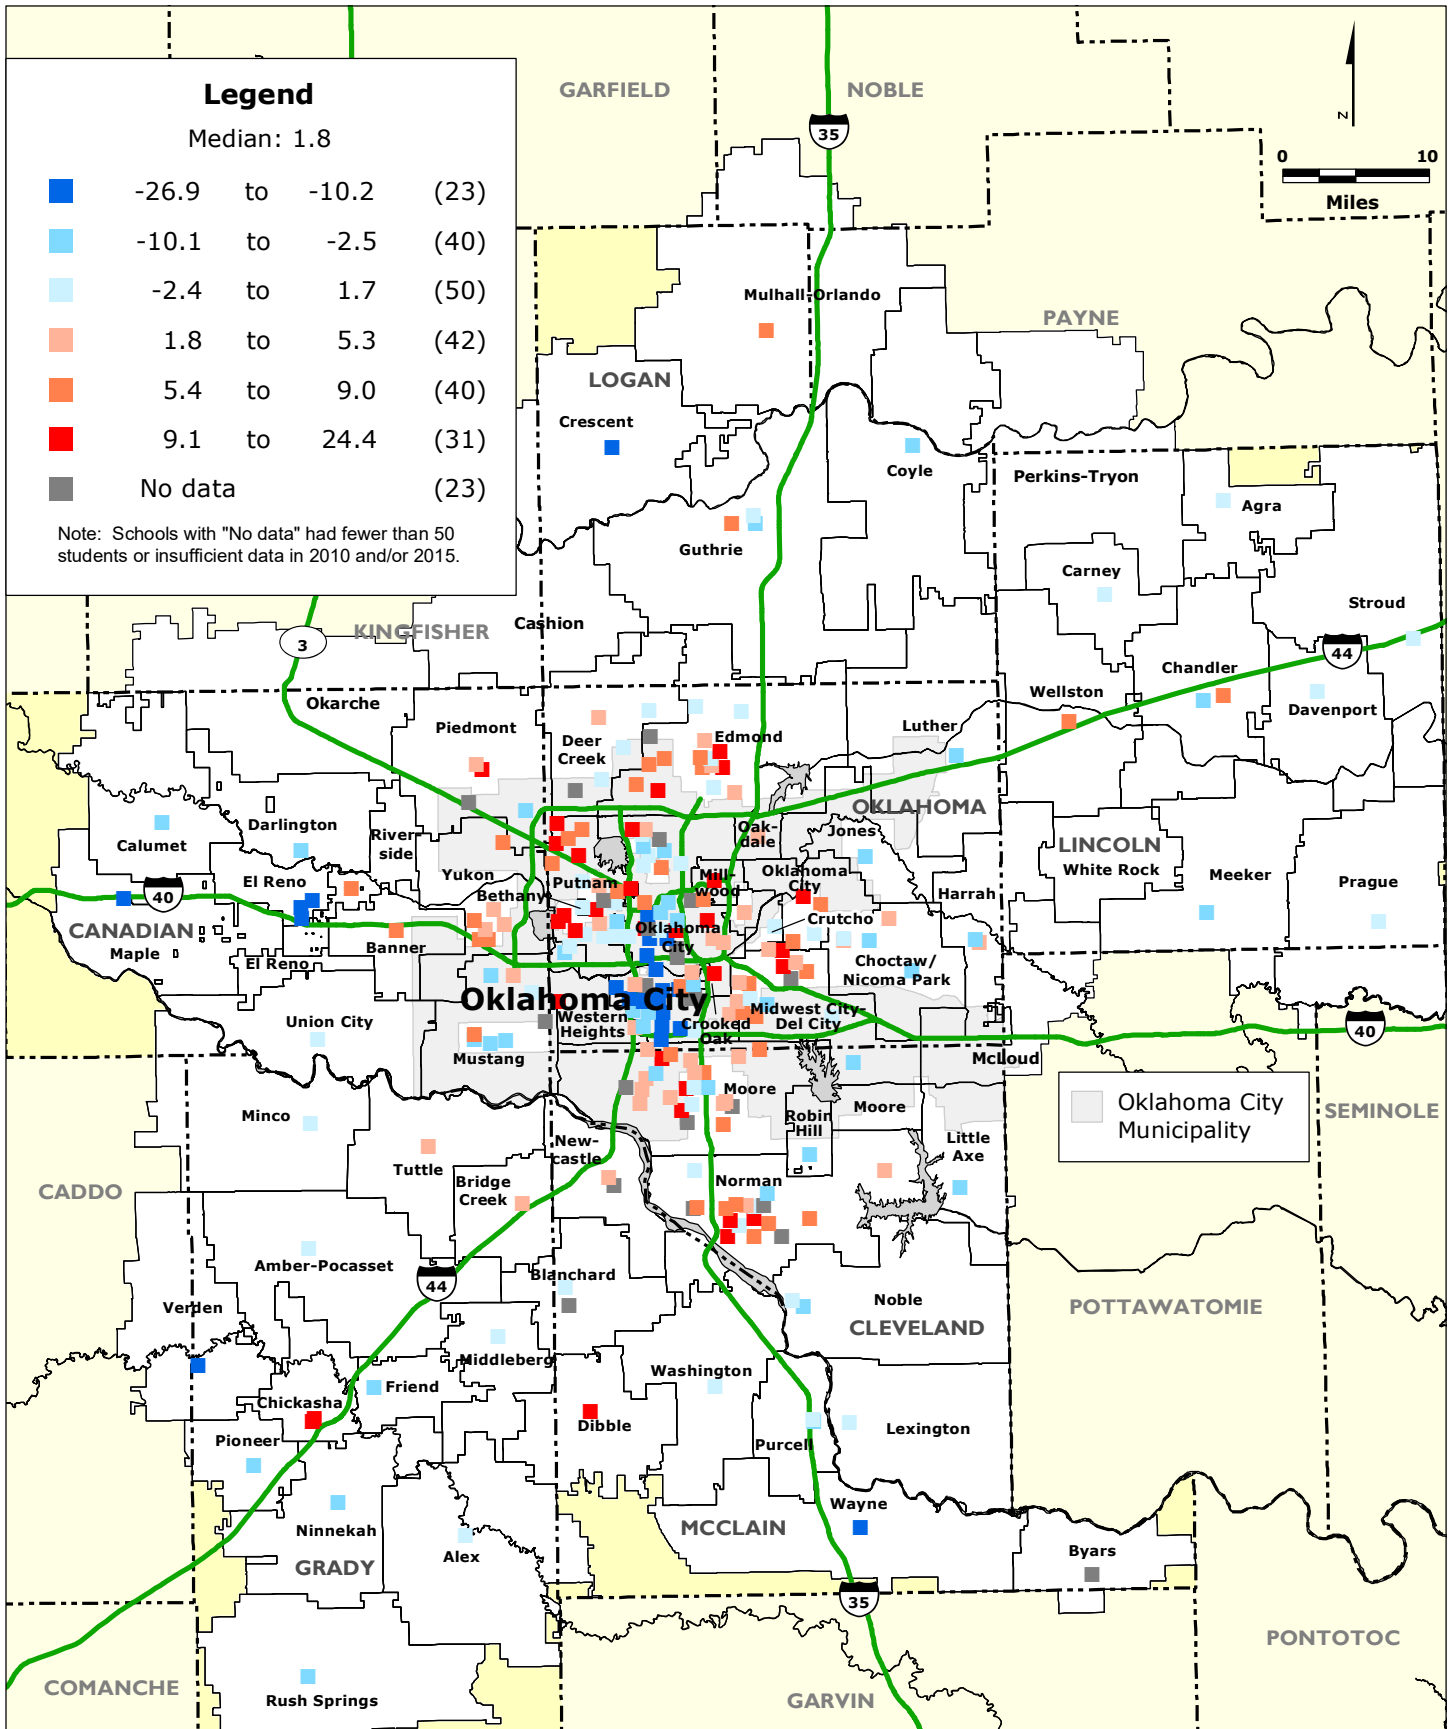 Legend
Median: 1.8
-26.9 to -10.2 (23)
-10.1 to -2.5 (40)
-2.4 to 1.7 (50)
1.8 to 5.3 (42)
5.4 to 9.0 (40)
9.1 to 24.4 (31)
No data (23)
Note: Schools with "No data" had fewer than 50
students or insufficient data in 2010 and/or 2015.
GARFIELD
NOBLE
35
N
0 10
Miles
Mulhall-Orlando
PAYNE
LOGAN
Crescent
Coyle
Perkins-Tryon
Agra
Guthrie
Carney
Stroud
Cashion
KINGFISHER
3
44
Chandler
Wellston
Davenport
Okarche
Piedmont
Deer
Creek
Edmond
Luther
OKLAHOMA
Calumet
Darlington
River-
side
Oak-
dale
Jones
LINCOLN
White Rock
Meeker
Prague
El Reno
Yukon
Bethany
Putnam
Mill-
wood
Oklahoma
City
Harrah
40
CANADIAN
Maple
Banner
El Reno
Oklahoma
City
Crutcho
Choctaw/
Nicoma Park
Oklahoma City
Union City
Western
Heights
Crooked
Oak
Midwest City-
Del City
40
Mustang
Mcloud
Moore
Moore
Robin
Hill
Little
Axe
Oklahoma City
Municipality
SEMINOLE
Minco
Tuttle
New-
castle
Bridge
Creek
Norman
CADDO
Amber-Pocasset
44
Blanchard
Verden
Noble
CLEVELAND
POTTAWATOMIE
Middleberg
Washington
Friend
Chickasha
Dibble
Pioneer
Purcell
Lexington
Wayne
Ninnekah
MCCLAIN
Alex
GRADY
Byars
35
PONTOTOC
COMANCHE
Rush Springs
GARVIN